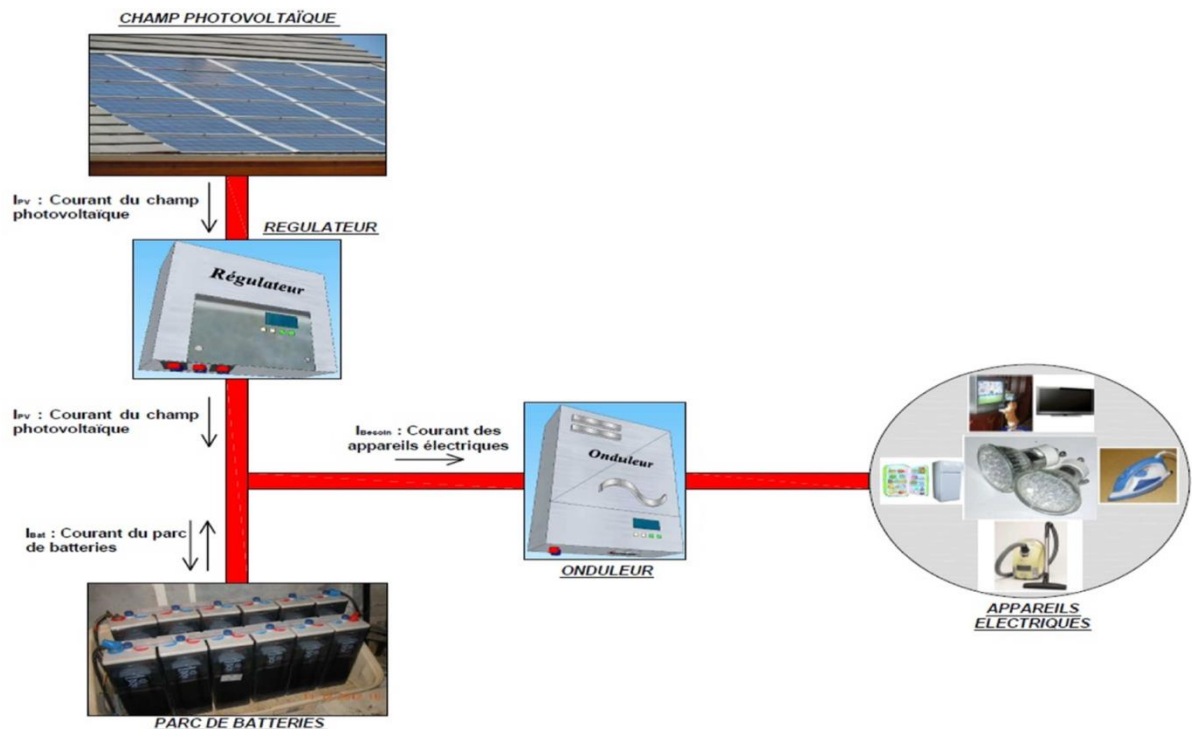 CHAMP PHOTOVOLTAÏQUE
IPV : Courant du champ
photovoltaïque
REGULATEUR
Régulateur
IPV : Courant du champ
photovoltaïque
IBesoin : Courant des
appareils électriques
Onduleur
IBat : Courant du parc
de batteries
ONDULEUR
APPAREILS
ELECTRIQUES
PARC DE BATTERIES